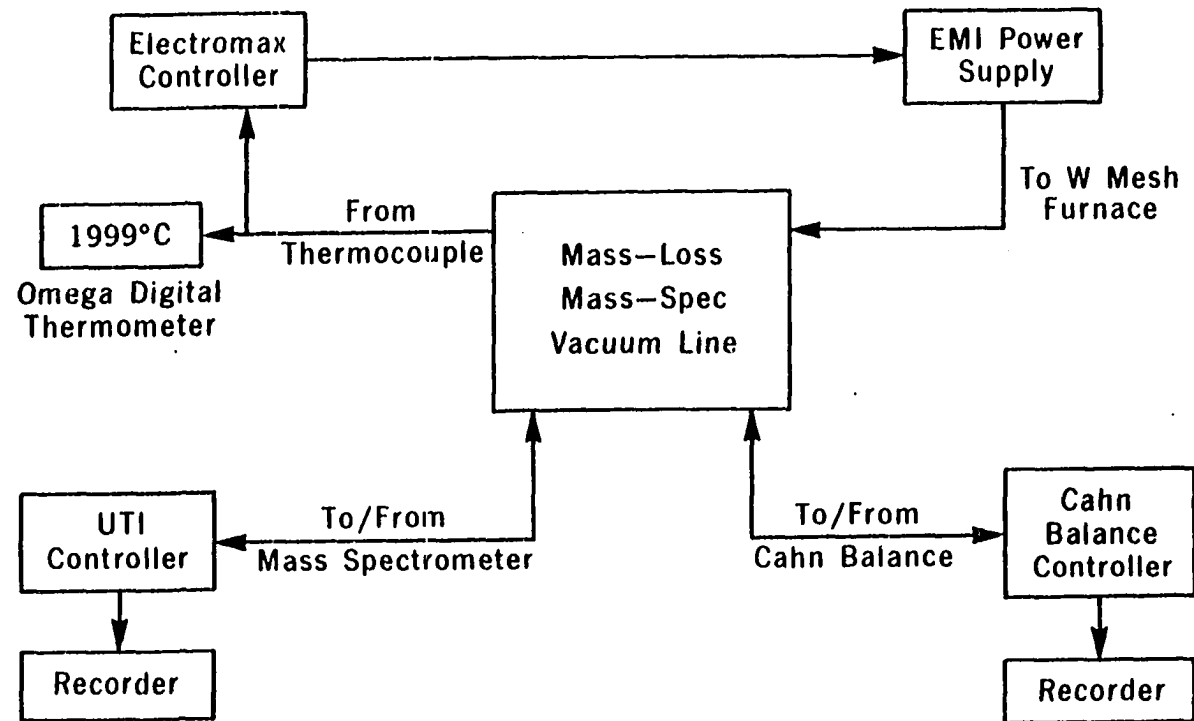 Electromax
Controller
EMI Power
Supply
To W Mesh
Furnace
From
Thermocouple
1999°C
Omega Digital
Thermometer
Mass—Loss
Mass—Spec
Vacuum Line
UTI
Controller
To/From
Mass Spectrometer
To/From
Cahn Balance
Cahn
Balance
Controller
Recorder
Recorder